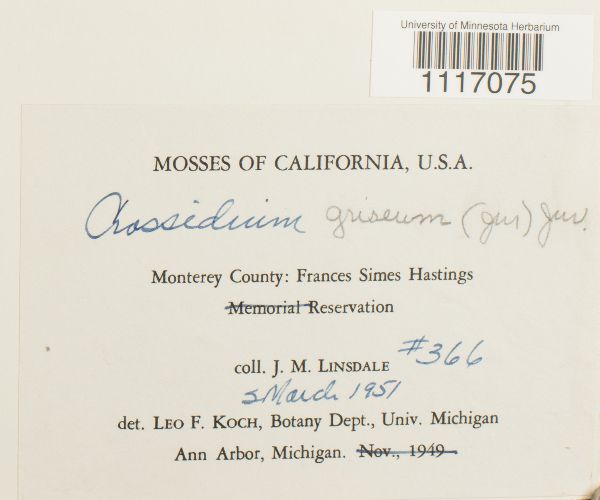 University of Minnesota Herbarium
1117075
MOSSES OF CALIFORNIA, U.S.A.
Crossidium griseum (Jur) Jur.
Monterey County: Frances Simes Hastings
Memorial Reservation
coll. J. M. LINSDALE #366
5 March 1951
det. LEO F. KOCH, Botany Dept., Univ. Michigan
Ann Arbor, Michigan. Nov., 1949